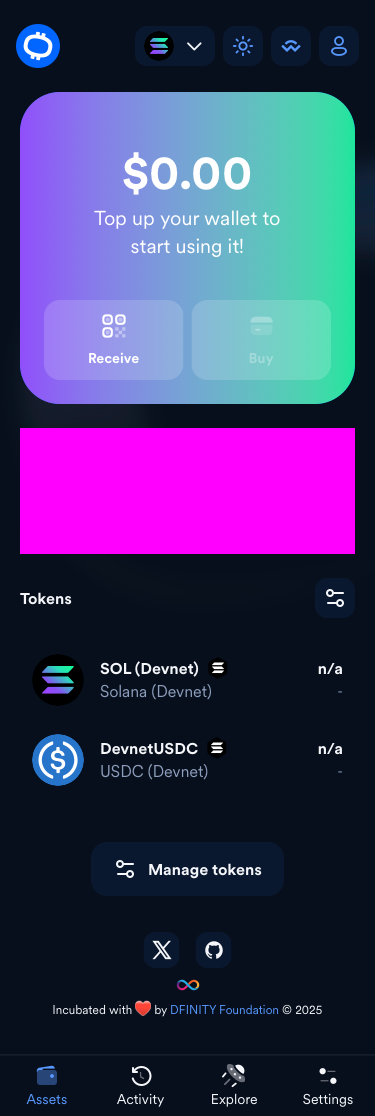 $0.00
Top up your wallet to
start using it!
Receive
Buy
Tokens
SOL (Devnet)
n/a
Solana (Devnet)
-
DevnetUSDC
n/a
USDC (Devnet)
-
Manage tokens
Incubated with ❤️ by DFINITY Foundation © 2025
Assets
Activity
Explore
Settings